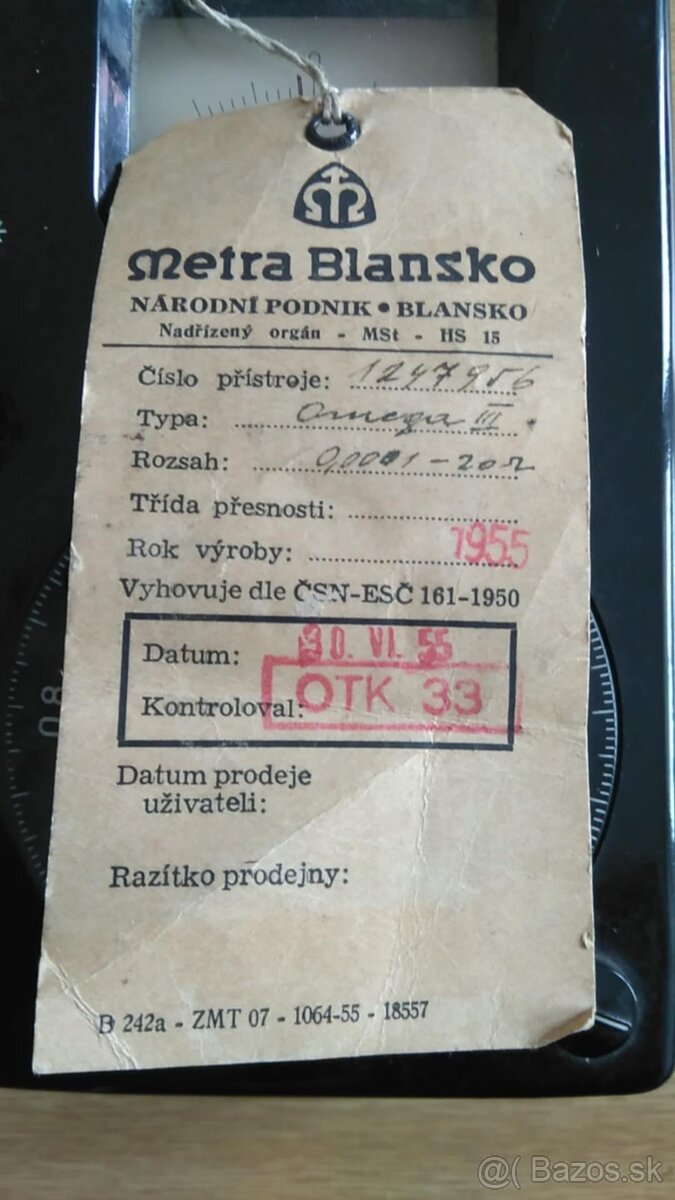 0
Metra Blansko
NÁRODNÍ PODNIK • BLANSKO
Nadřízený orgán - MSt - HS 15
Číslo přístroje: 1247956
Typa: Omega III
Rozsah: 0,0001-20Ω
Třída přesnosti:
Rok výroby: 1955
Vyhovuje dle ČSN-ESČ 161-1950
Datum: 30. VI. 55
Kontroloval: OTK 33
Datum prodeje
uživateli:
Razítko prodejny:
B 242a - ZMT 07 - 1064-55 - 18557
80
@( Bazos.sk